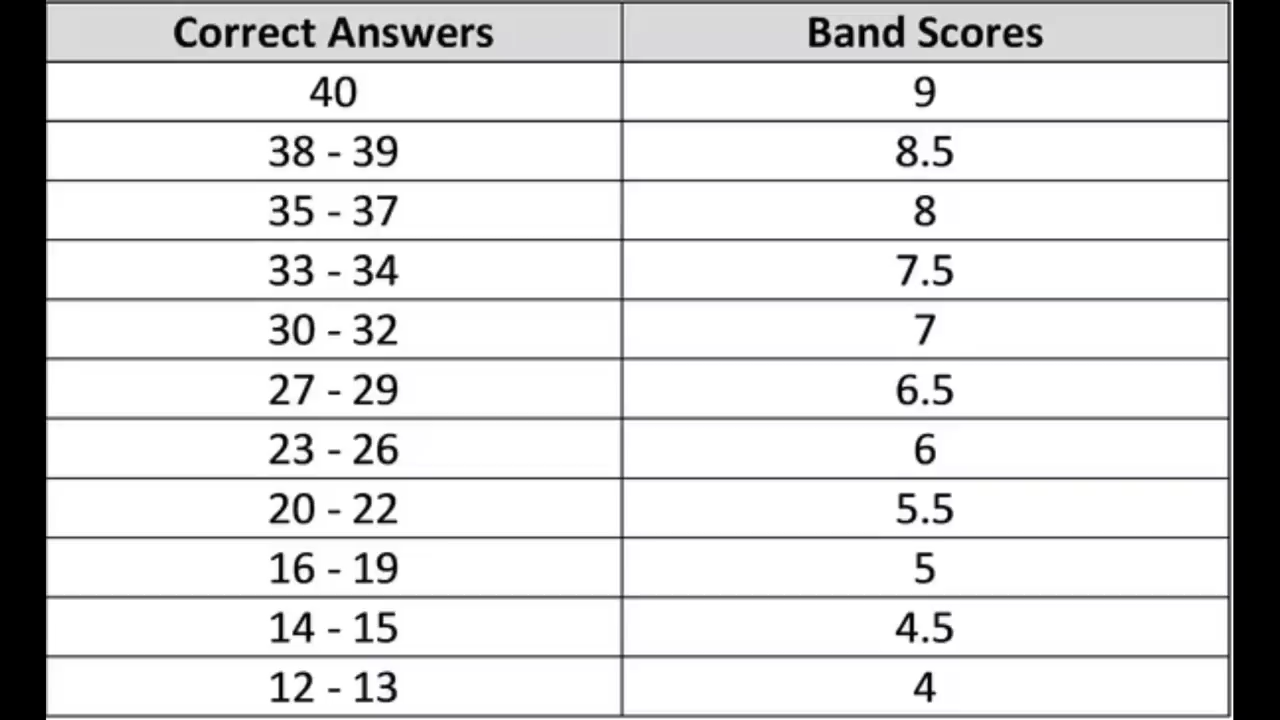 Correct Answers Band Scores
40 9
38 - 39 8.5
35 - 37 8
33 - 34 7.5
30 - 32 7
27 - 29 6.5
23 - 26 6
20 - 22 5.5
16 - 19 5
14 - 15 4.5
12 - 13 4